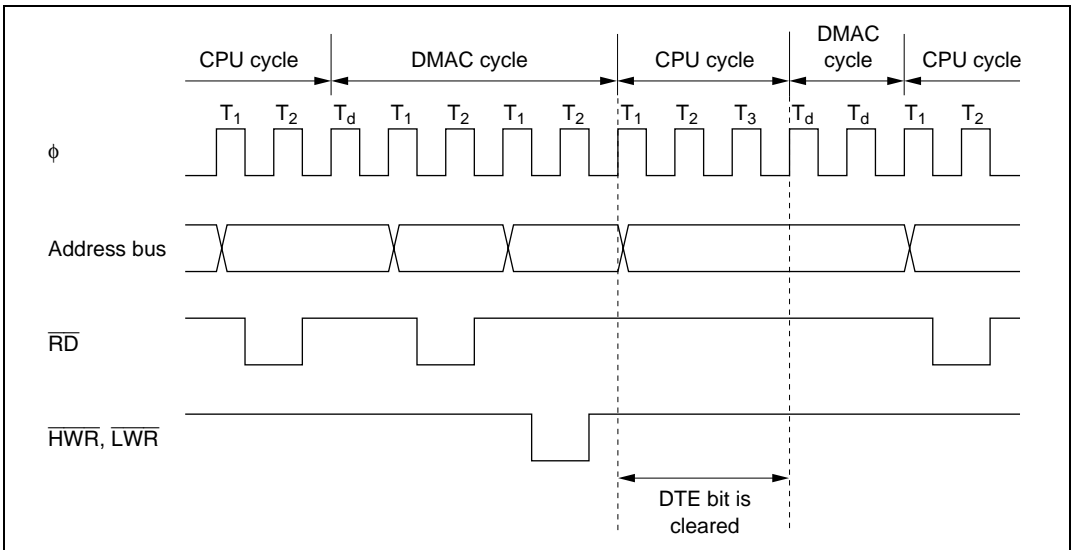 CPU cycle DMAC cycle CPU cycle DMAC cycle CPU cycle
T1 T2 Td T1 T2 T1 T2 T1 T2 T3 Td Td T1 T2
φ
Address bus
RD
HWR, LWR
DTE bit is
cleared